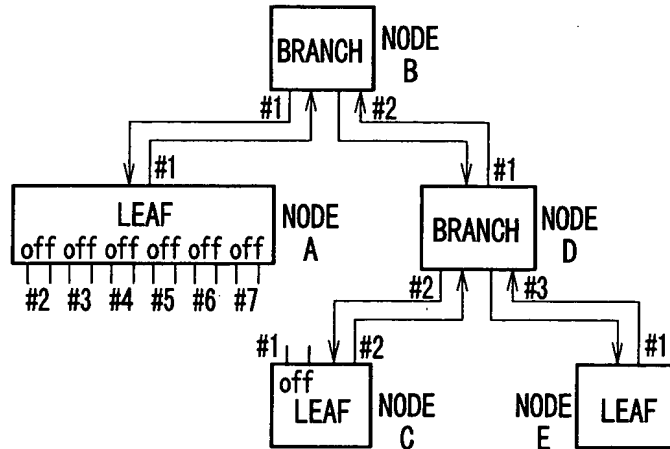 BRANCH
NODE B
#1
#2
#1
#1
LEAF
off off off off off off
#2 #3 #4 #5 #6 #7
NODE A
BRANCH
NODE D
#2
#3
#1
#2
#1
off
LEAF
NODE C
NODE E
LEAF